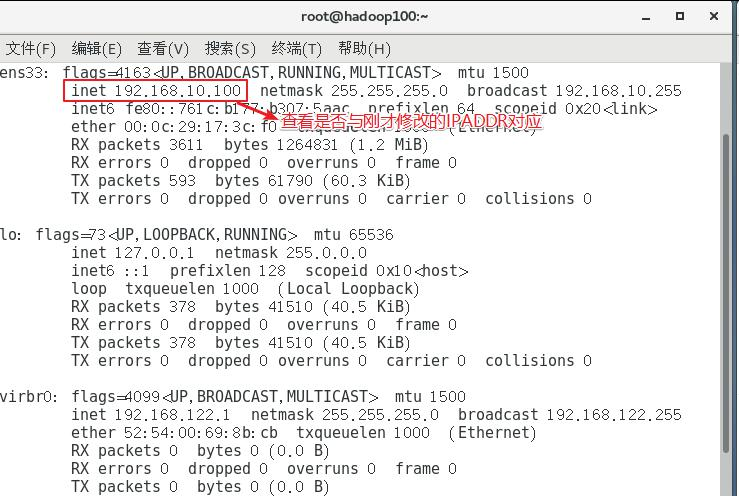 root@hadoop100:~
文件(F) 编辑(E) 查看(V) 搜索(S) 终端(T) 帮助(H)
ens33: flags=4163<UP,BROADCAST,RUNNING,MULTICAST> mtu 1500
inet 192.168.10.100 netmask 255.255.255.0 broadcast 192.168.10.255
inet6 fe80::761c:b177:b307:5aac prefixlen 64 scopeid 0x20<link>
ether 00:0c:29:17:3c:f0
查看是否与刚才修改的IPADDR对应
RX packets 3611 bytes 1264831 (1.2 MiB)
RX errors 0 dropped 0 overruns 0 frame 0
TX packets 593 bytes 61790 (60.3 KiB)
TX errors 0 dropped 0 overruns 0 carrier 0 collisions 0
lo: flags=73<UP,LOOPBACK,RUNNING> mtu 65536
inet 127.0.0.1 netmask 255.0.0.0
inet6 ::1 prefixlen 128 scopeid 0x10<host>
loop txqueuelen 1000 (Local Loopback)
RX packets 378 bytes 41510 (40.5 KiB)
RX errors 0 dropped 0 overruns 0 frame 0
TX packets 378 bytes 41510 (40.5 KiB)
TX errors 0 dropped 0 overruns 0 carrier 0 collisions 0
virbr0: flags=4099<UP,BROADCAST,MULTICAST> mtu 1500
inet 192.168.122.1 netmask 255.255.255.0 broadcast 192.168.122.255
ether 52:54:00:69:8b:cb txqueuelen 1000 (Ethernet)
RX packets 0 bytes 0 (0.0 B)
RX errors 0 dropped 0 overruns 0 frame 0
TX packets 0 bytes 0 (0.0 B)